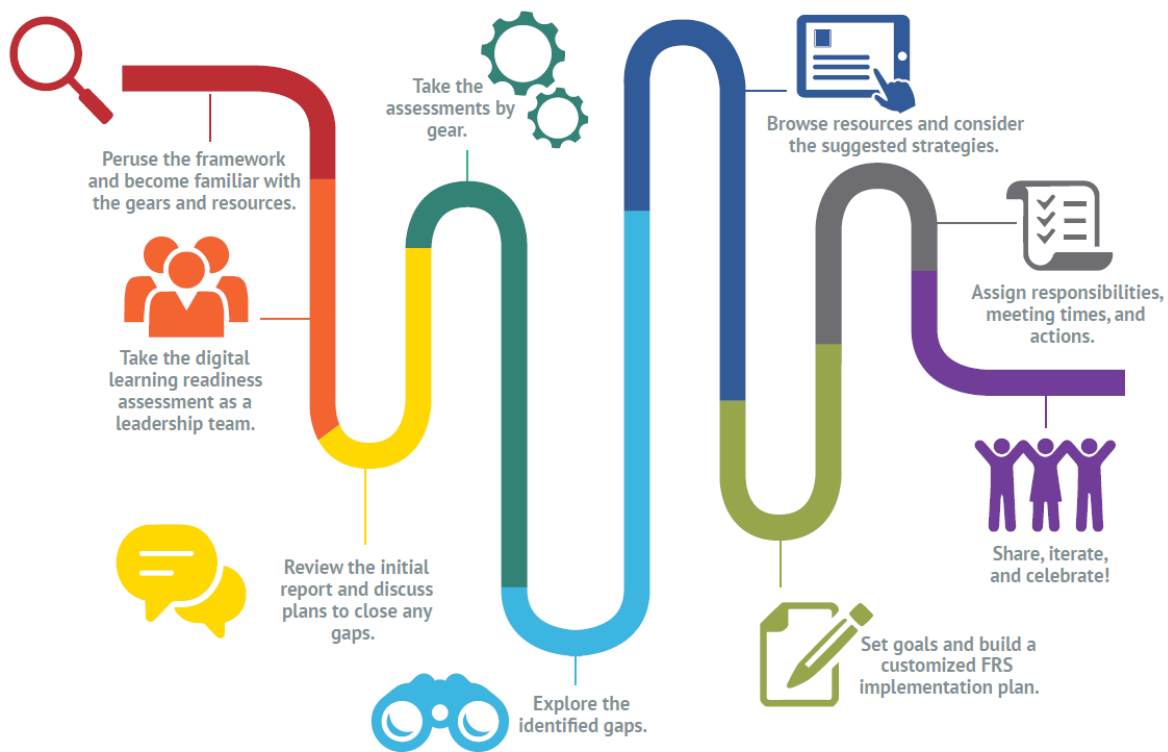 Peruse the framework
and become familiar with
the gears and resources.
Take the digital
learning readiness
assessment as a
leadership team.
Review the initial
report and discuss
plans to close any
gaps.
Take the
assessments by
gear.
Explore the
identified gaps.
Browse resources and consider
the suggested strategies.
Set goals and build a
customized FRS
implementation plan.
Assign responsibilities,
meeting times, and
actions.
Share, iterate,
and celebrate!